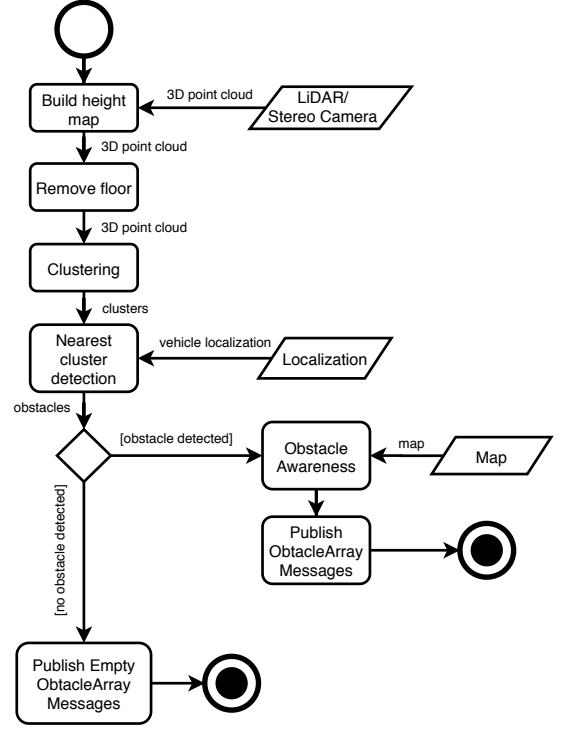 Build height
map
3D point cloud
LiDAR/
Stereo Camera
3D point cloud
Remove floor
3D point cloud
Clustering
clusters
Nearest
cluster
detection
vehicle localization
Localization
obstacles
[obstacle detected]
Obstacle
Awareness
map
Map
[no obstacle detected]
Publish
ObtacleArray
Messages
Publish Empty
ObtacleArray
Messages